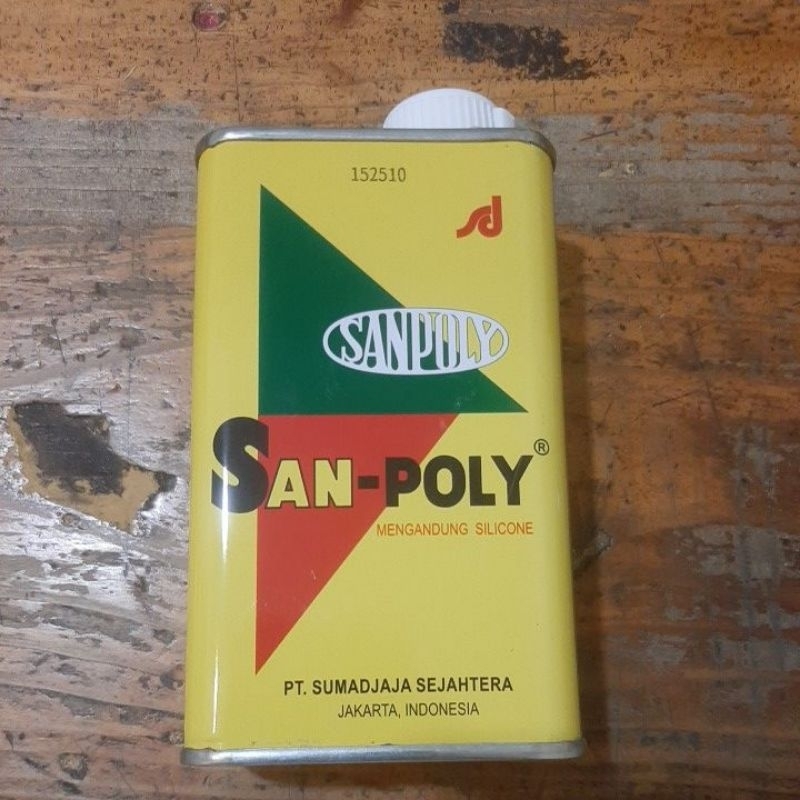 152510
sd
SANPOLY
SAN-POLY®
MENGANDUNG SILICONE
PT. SUMADJAJA SEJAHTERA
JAKARTA, INDONESIA